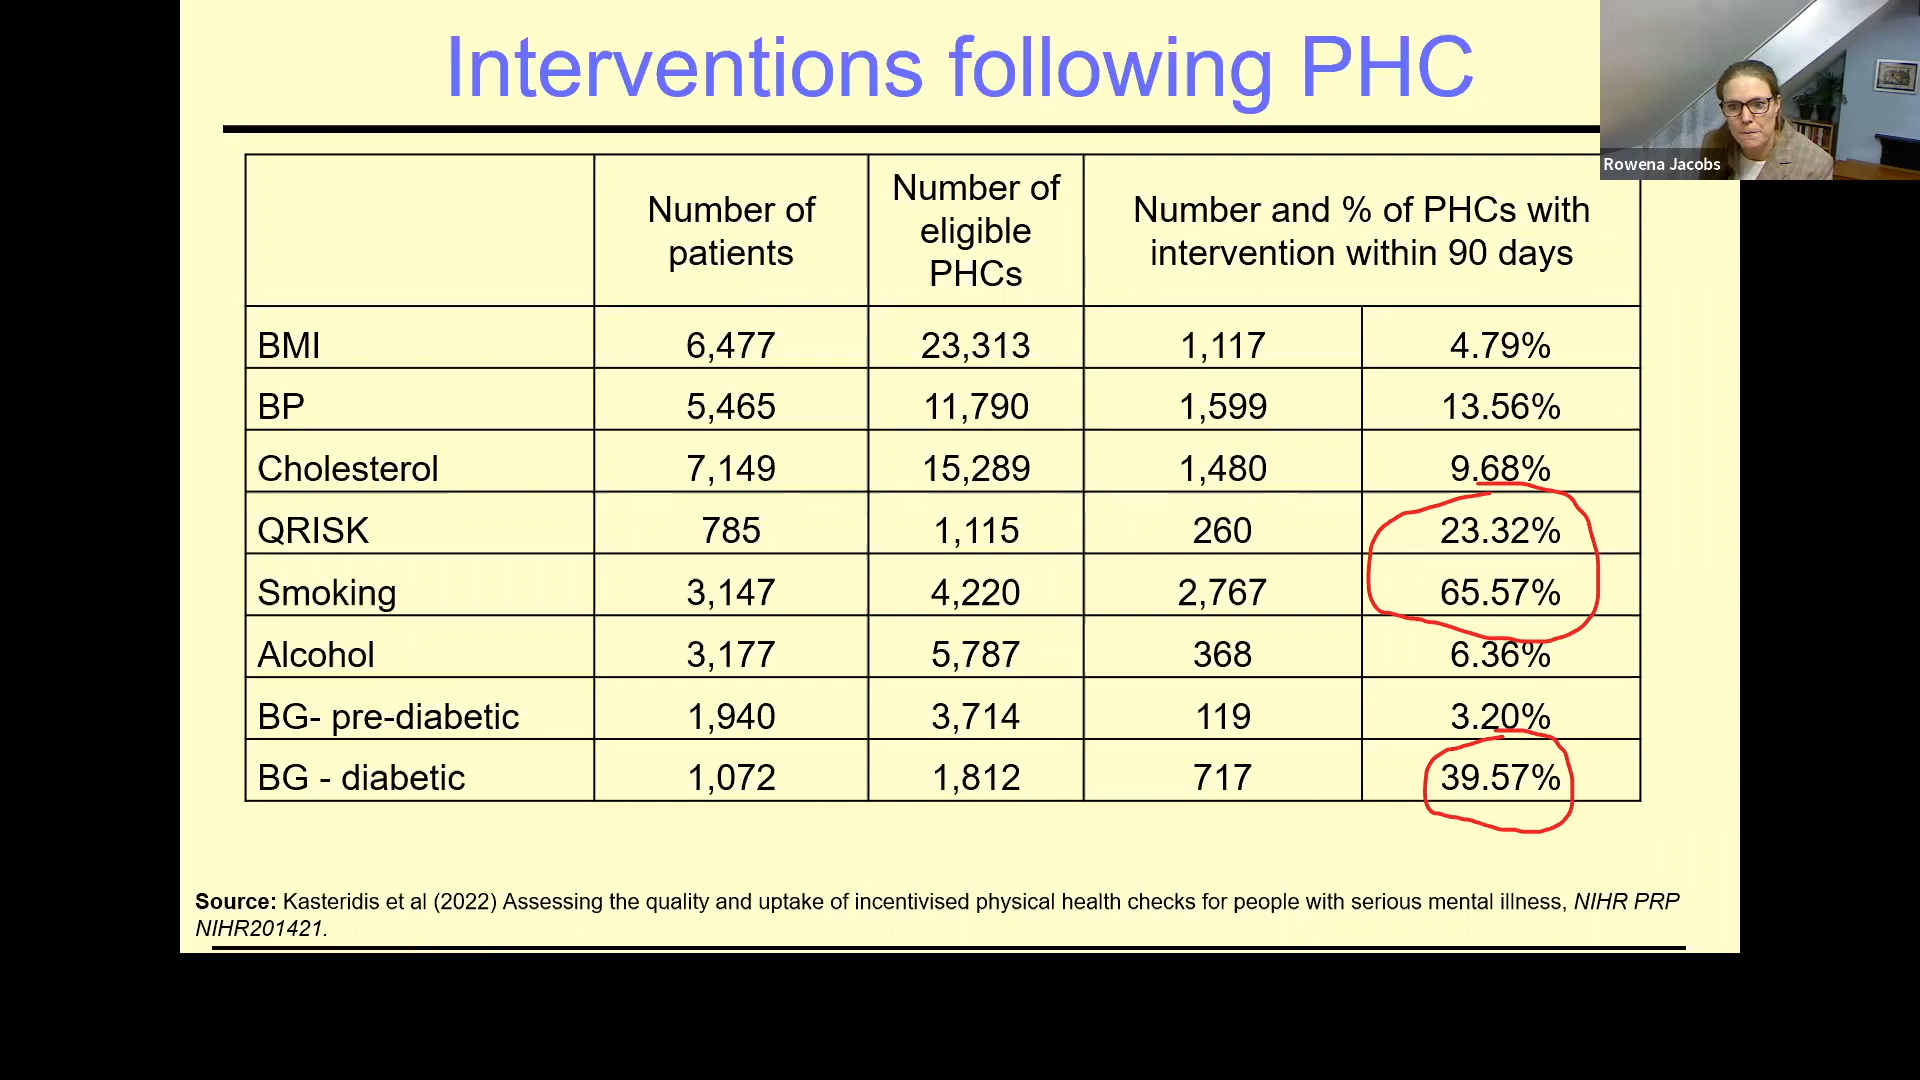 Interventions following PHC
Rowena Jacobs
Number of
patients
Number of
eligible
PHCs
Number and % of PHCs with
intervention within 90 days
BMI 6,477 23,313 1,117 4.79%
BP 5,465 11,790 1,599 13.56%
Cholesterol 7,149 15,289 1,480 9.68%
QRISK 785 1,115 260 23.32%
Smoking 3,147 4,220 2,767 65.57%
Alcohol 3,177 5,787 368 6.36%
BG- pre-diabetic 1,940 3,714 119 3.20%
BG - diabetic 1,072 1,812 717 39.57%
Source: Kasteridis et al (2022) Assessing the quality and uptake of incentivised physical health checks for people with serious mental illness, NIHR PRP
NIHR201421.